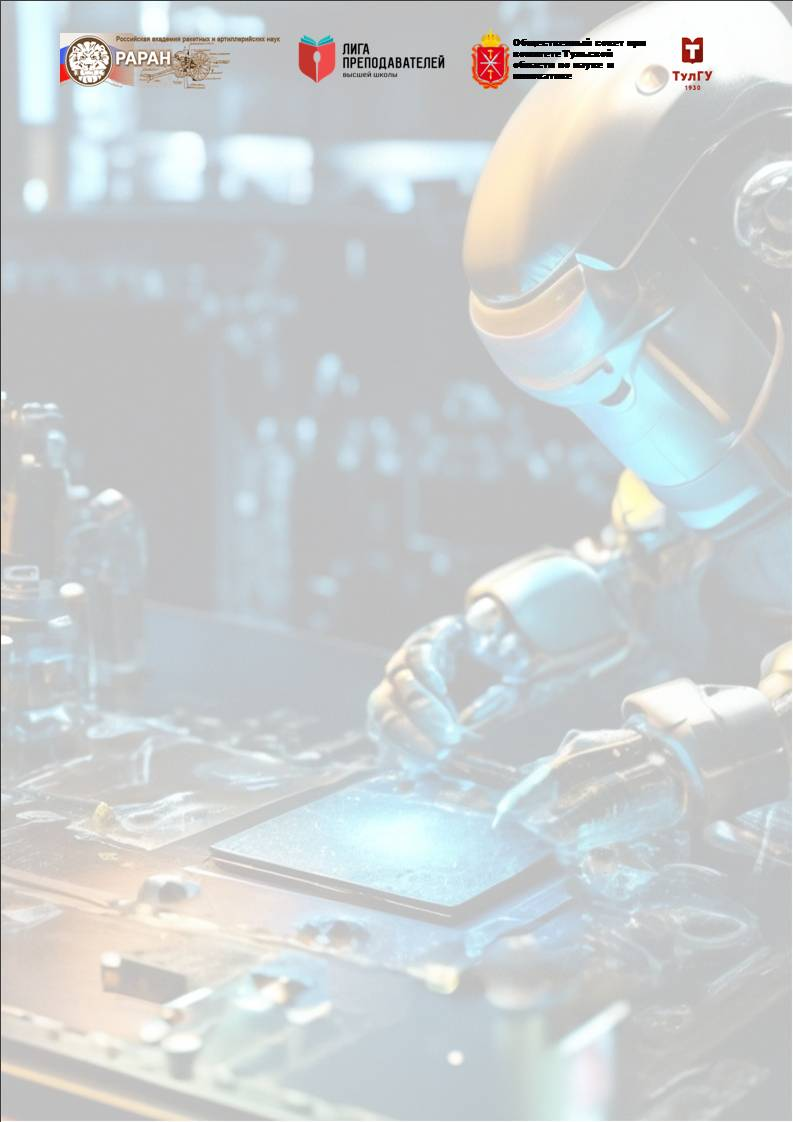 Российская академия ракетных и артиллерийских наук
РАРАН
ЛИГА
ПРЕПОДАВАТЕЛЕЙ
ВЫСШЕЙ ШКОЛЫ
Общественный совет при
комитете Тульской
области по науке и
инноватике
ТулГУ
1930